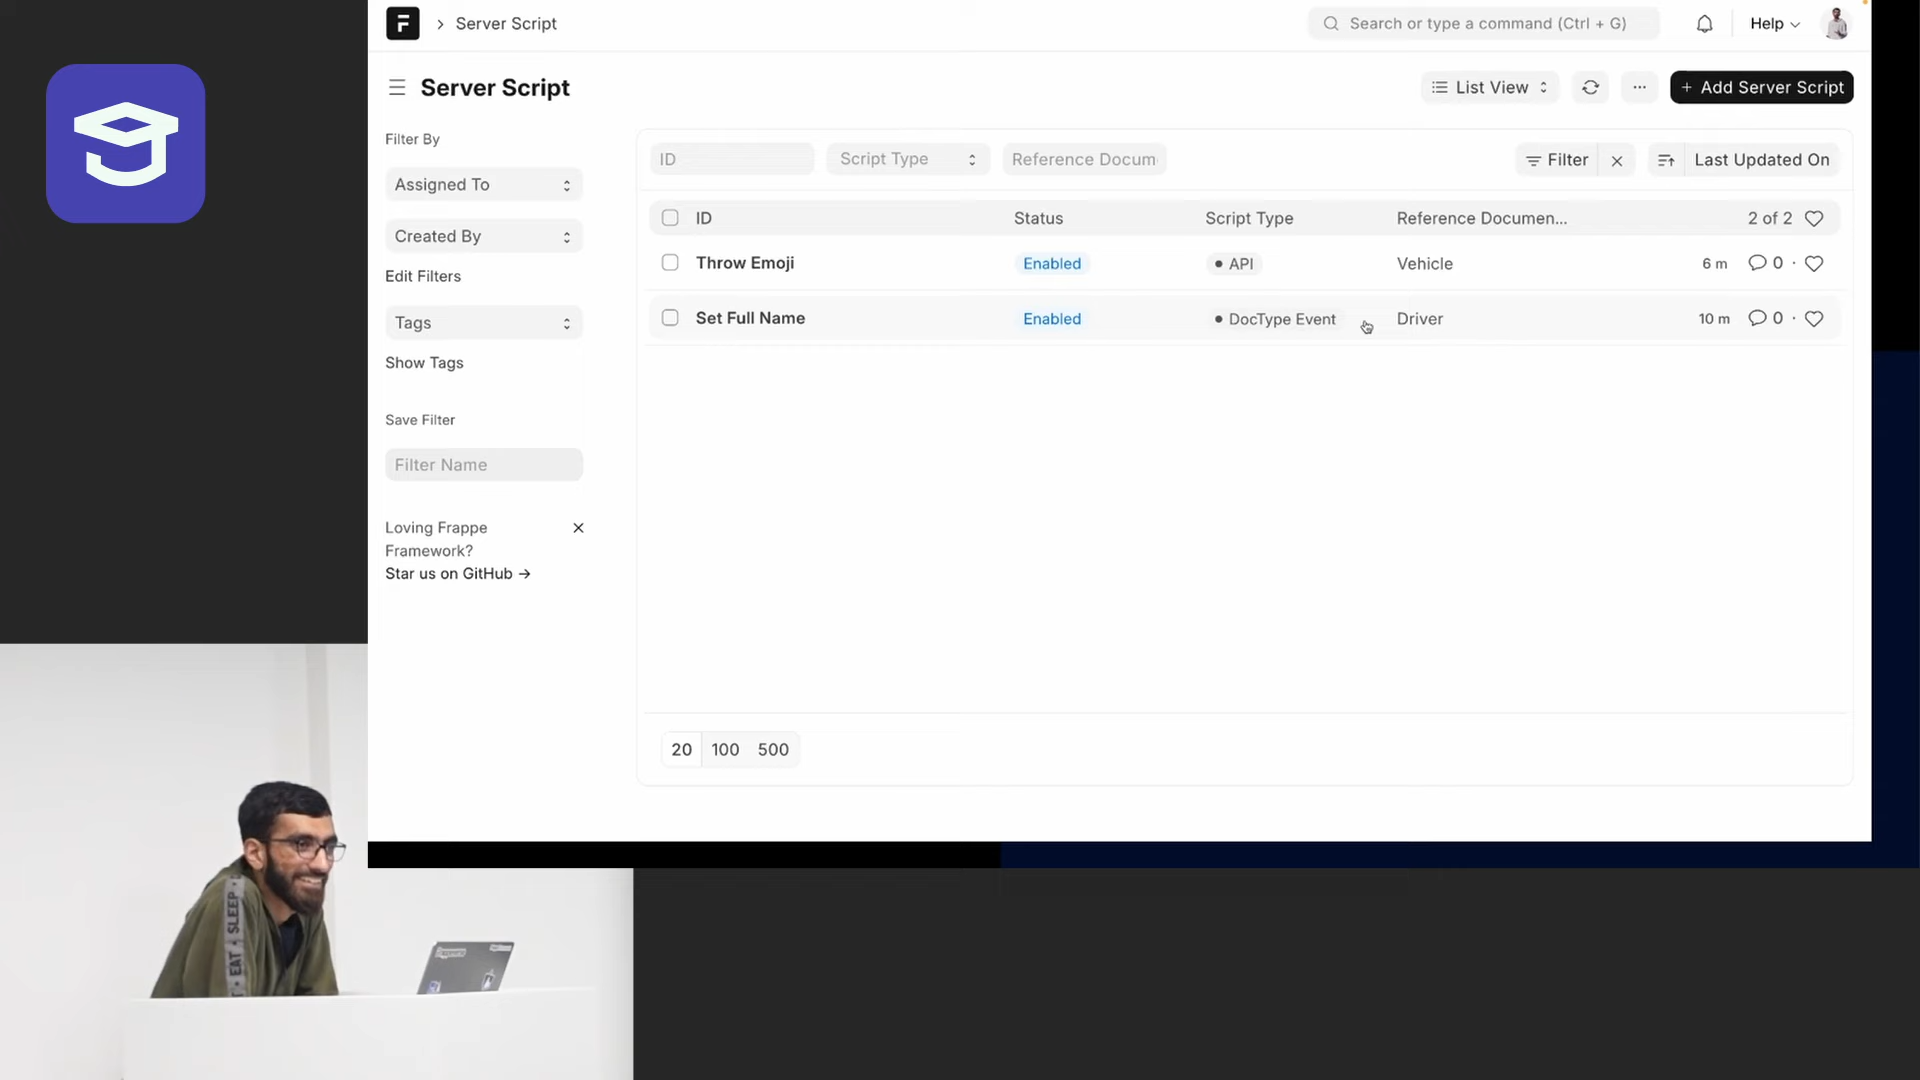 F
Server Script
Search or type a command (Ctrl + G)
Help
Server Script
List View
···
+ Add Server Script
Filter By
Assigned To
Created By
Edit Filters
Tags
Show Tags
Save Filter
Filter Name
Loving Frappe
Framework?
Star us on GitHub →
ID
Script Type
Reference Docum
Filter
Last Updated On
ID Status Script Type Reference Documen... 2 of 2
Throw Emoji Enabled • API Vehicle 6 m 0 ·
Set Full Name Enabled • DocType Event Driver 10 m 0 ·
20 100 500
EAT • SLEEP